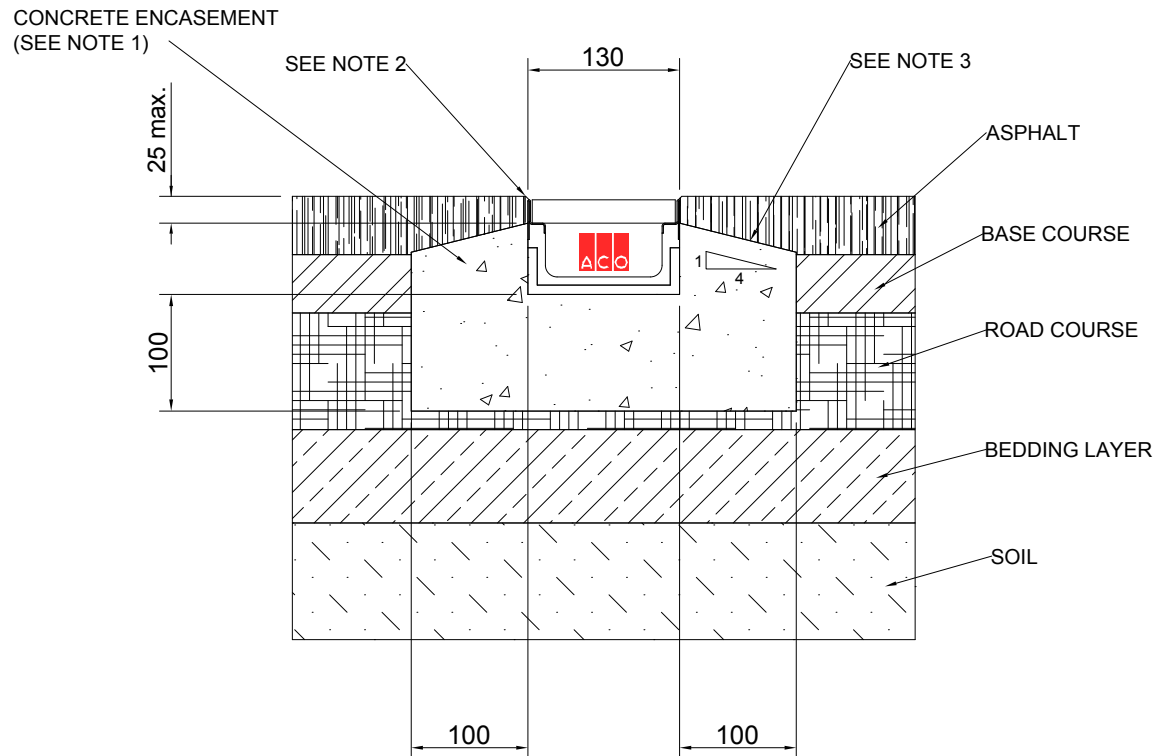 CONCRETE ENCASEMENT
(SEE NOTE 1)
SEE NOTE 2
130
SEE NOTE 3
25 max.
ASPHALT
BASE COURSE
ACO
1
4
100
ROAD COURSE
BEDDING LAYER
SOIL
100
100